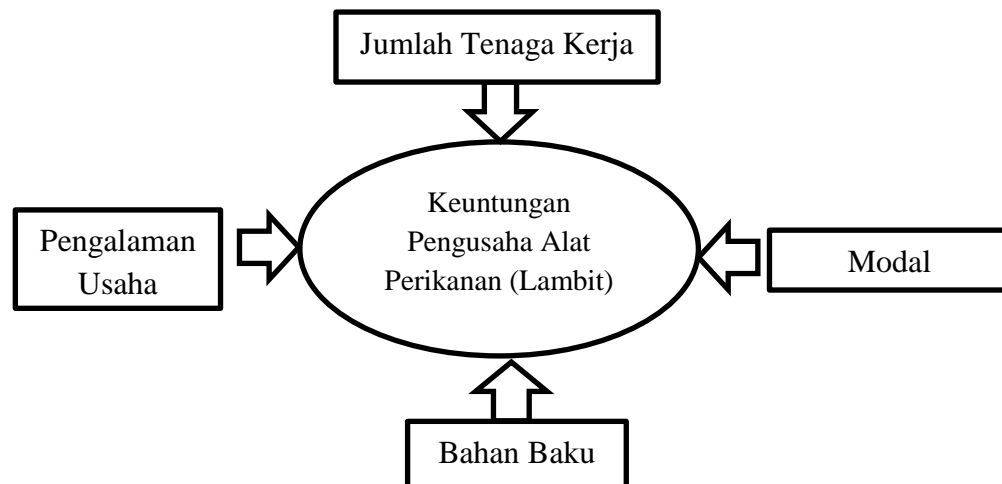 Jumlah Tenaga Kerja
Keuntungan
Pengusaha Alat
Perikanan (Lambit)
Pengalaman
Usaha
Modal
Bahan Baku